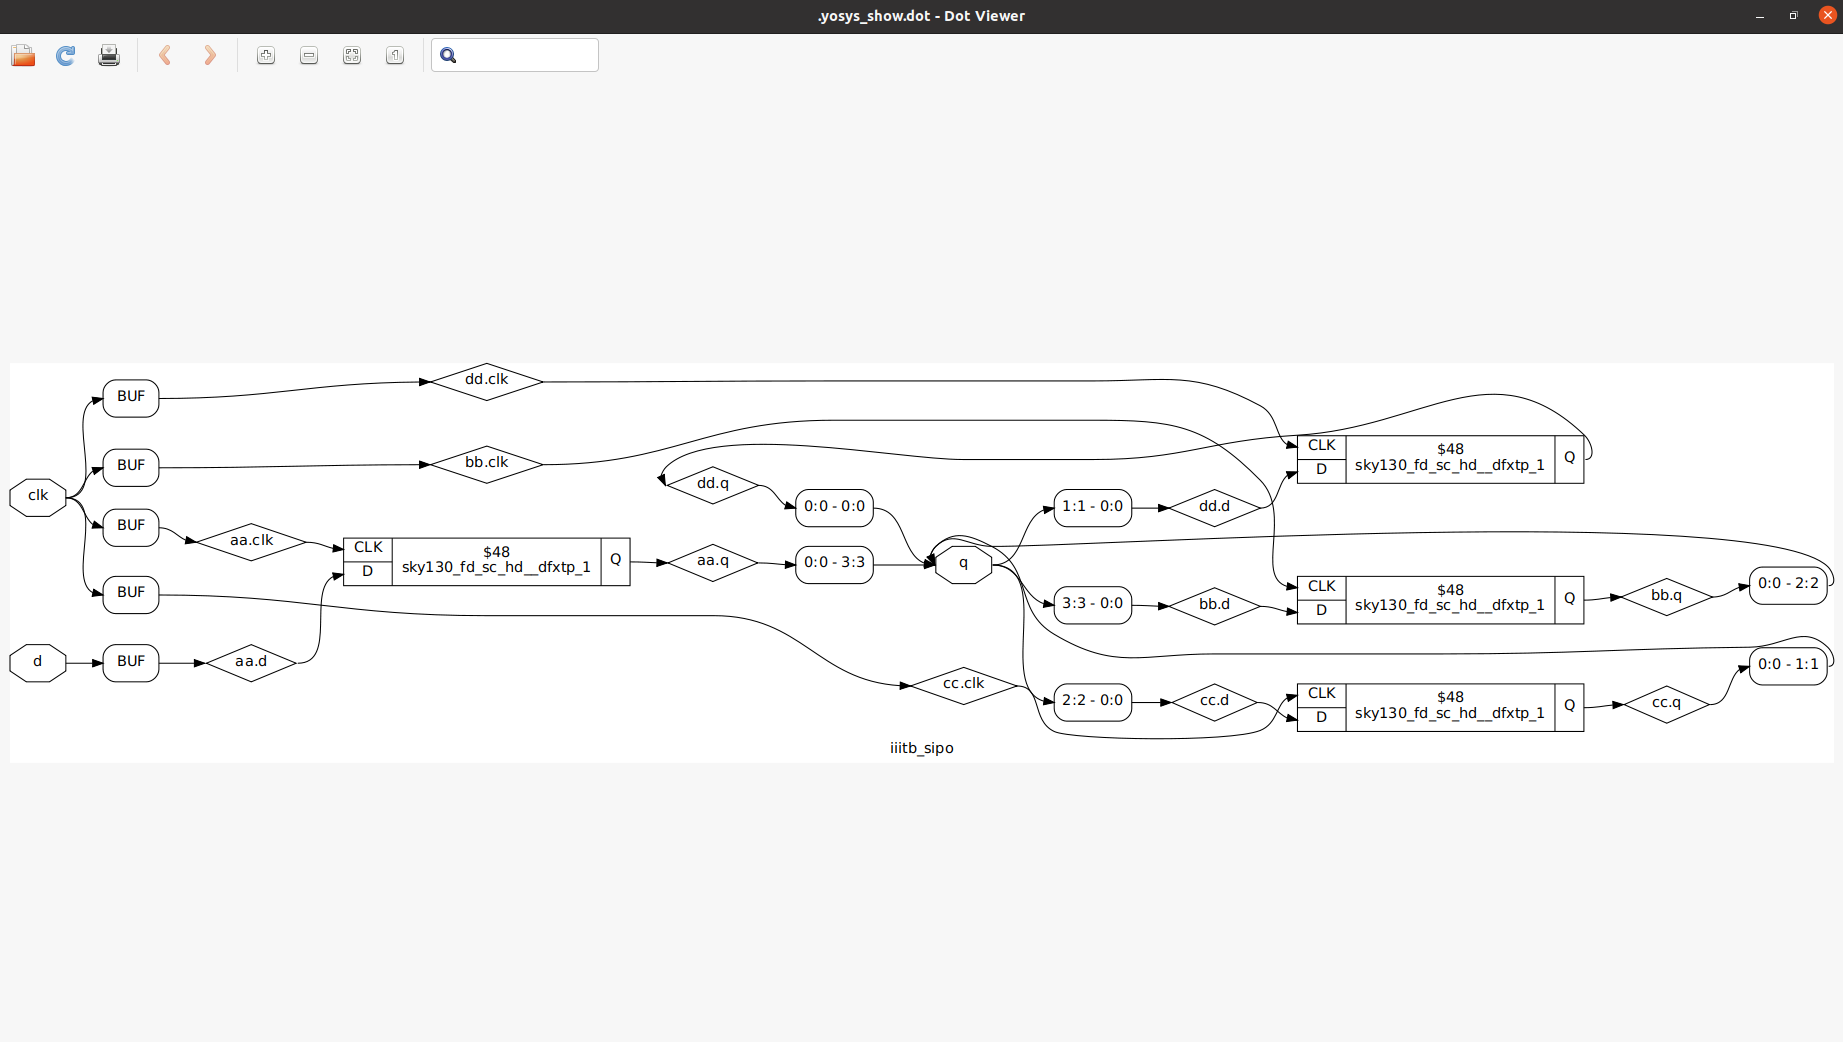 .yosys_show.dot - Dot Viewer
BUF
dd.clk
BUF
bb.clk
clk
BUF
aa.clk
CLK
D
$48
sky130_fd_sc_hd__dfxtp_1
Q
aa.q
BUF
d
BUF
aa.d
dd.q
0:0 - 0:0
0:0 - 3:3
q
cc.clk
1:1 - 0:0
dd.d
CLK
D
$48
sky130_fd_sc_hd__dfxtp_1
Q
3:3 - 0:0
bb.d
CLK
D
$48
sky130_fd_sc_hd__dfxtp_1
Q
bb.q
0:0 - 2:2
2:2 - 0:0
cc.d
CLK
D
$48
sky130_fd_sc_hd__dfxtp_1
Q
cc.q
0:0 - 1:1
iiitb_sipo